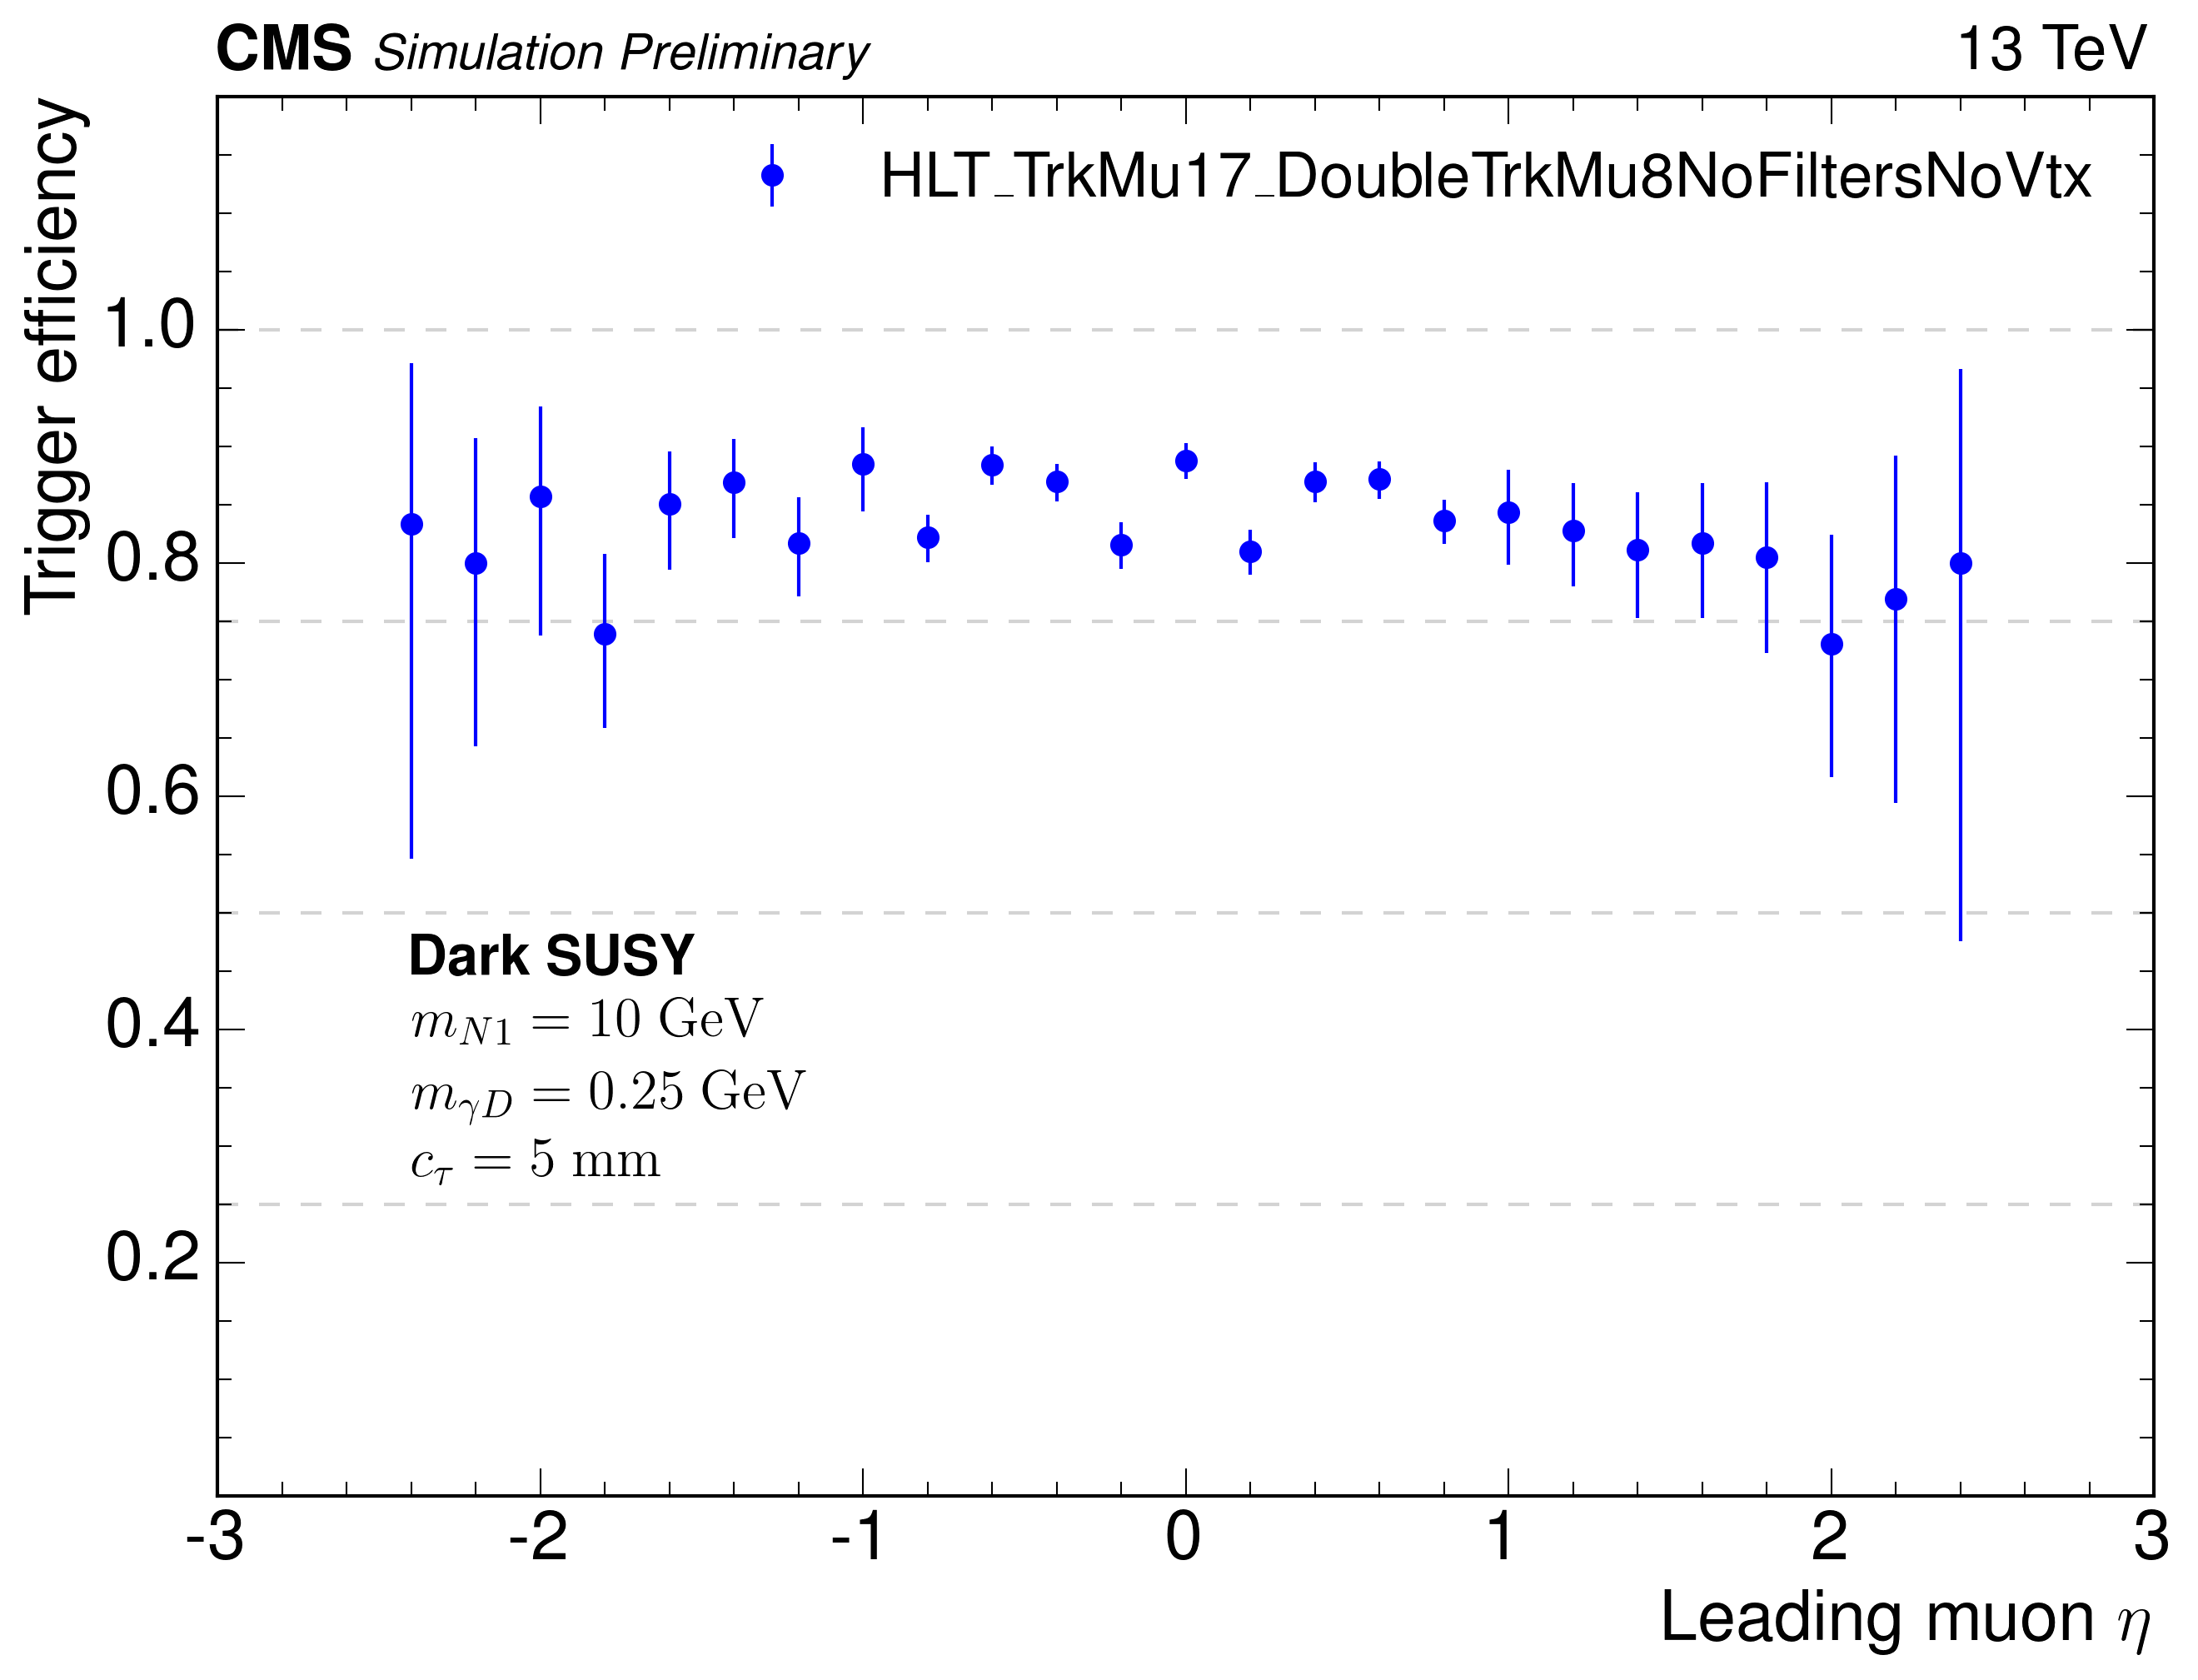 CMS Simulation Preliminary 13 TeV
HLT_TrkMu17_DoubleTrkMu8NoFiltersNoVtx
Trigger efficiency
1.0
0.8
0.6
0.4
0.2
Dark SUSY
m_{N1} = 10 GeV
m_{γD} = 0.25 GeV
c_τ = 5 mm
-3 -2 -1 0 1 2 3
Leading muon η